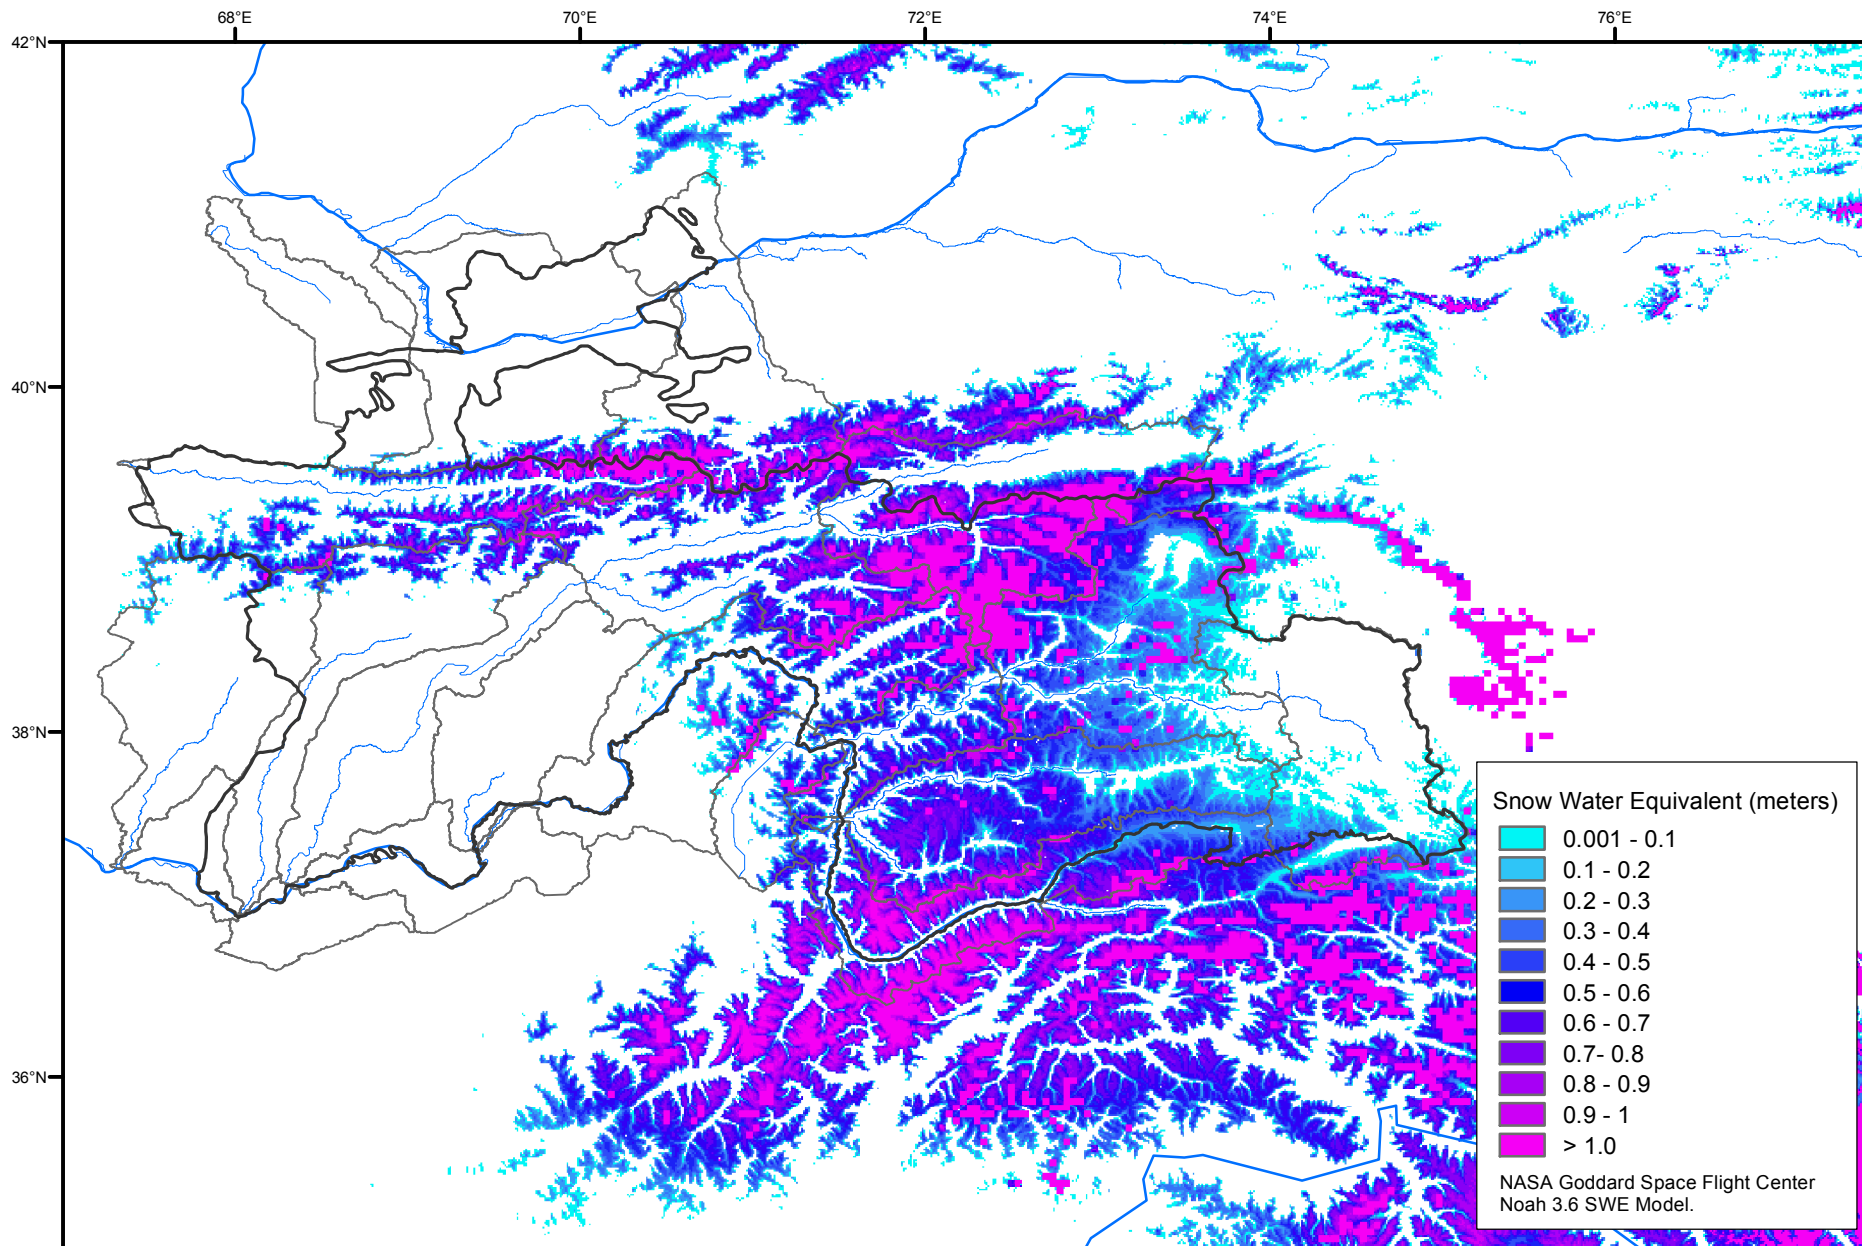 68°E
70°E
72°E
74°E
76°E
42°N
40°N
38°N
36°N
Snow Water Equivalent (meters)
0.001 - 0.1
0.1 - 0.2
0.2 - 0.3
0.3 - 0.4
0.4 - 0.5
0.5 - 0.6
0.6 - 0.7
0.7- 0.8
0.8 - 0.9
0.9 - 1
> 1.0
NASA Goddard Space Flight Center
Noah 3.6 SWE Model.